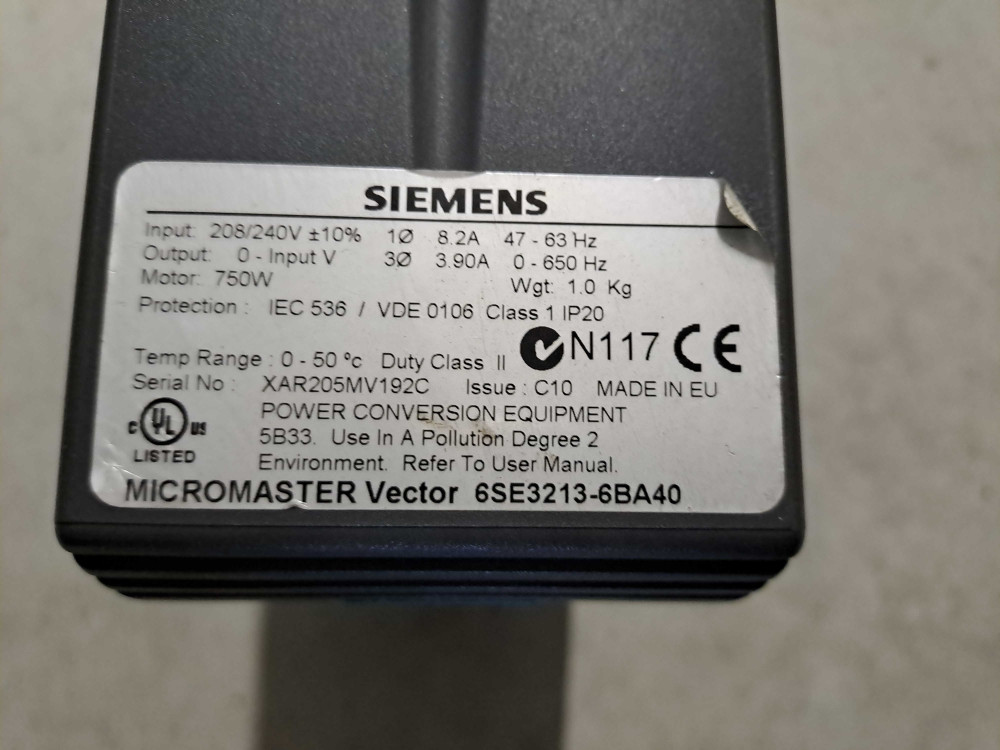 SIEMENS
Input: 208/240V ±10% 1Ø 8.2A 47 - 63 Hz
Output: 0 - Input V 3Ø 3.90A 0 - 650 Hz
Motor: 750W Wgt: 1.0 Kg
Protection : IEC 536 / VDE 0106 Class 1 IP20
N117 CE
Temp Range : 0 - 50 ºc Duty Class II
Serial No : XAR205MV192C Issue : C10 MADE IN EU
c UL US
LISTED
POWER CONVERSION EQUIPMENT
5B33. Use In A Pollution Degree 2
Environment. Refer To User Manual.
MICROMASTER Vector 6SE3213-6BA40